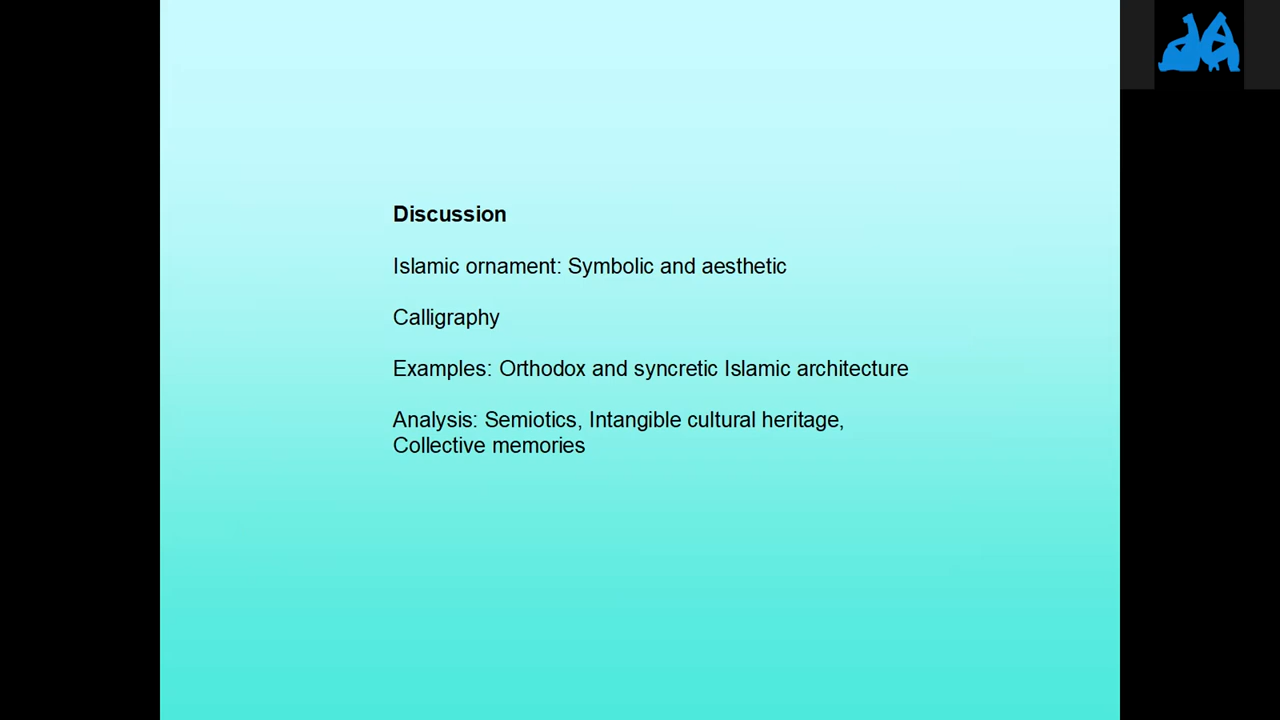 Discussion
Islamic ornament: Symbolic and aesthetic
Calligraphy
Examples: Orthodox and syncretic Islamic architecture
Analysis: Semiotics, Intangible cultural heritage,
Collective memories